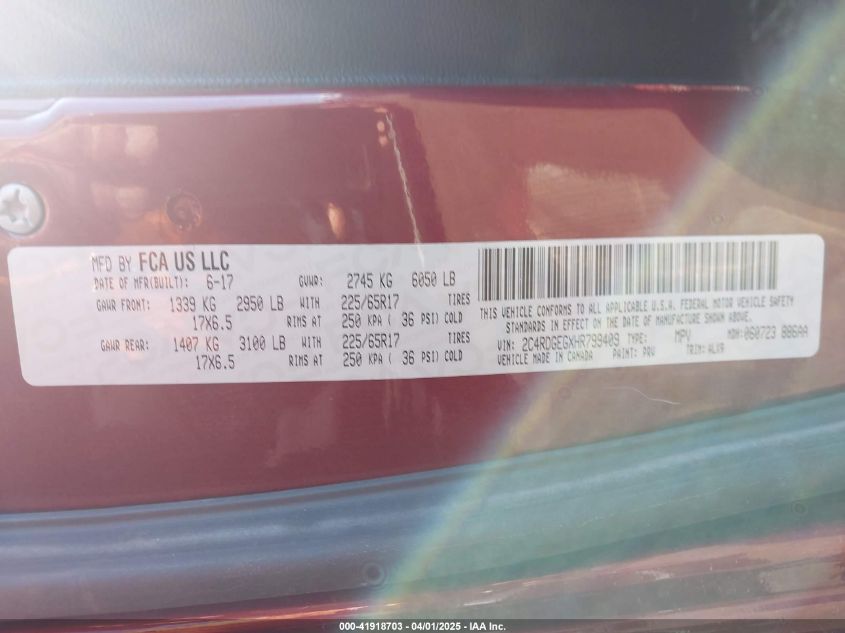 MFD BY FCA US LLC
DATE OF MFR(BUILT): 6-17 GVWR: 2745 KG 6050 LB
GAWR FRONT: 1339 KG 2950 LB WITH 225/65R17 TIRES
17X6.5 RIMS AT 250 KPA ( 36 PSI) COLD
GAWR REAR: 1407 KG 3100 LB WITH 225/65R17 TIRES
17X6.5 RIMS AT 250 KPA ( 36 PSI) COLD
THIS VEHICLE CONFORMS TO ALL APPLICABLE U.S.A. FEDERAL MOTOR VEHICLE SAFETY
STANDARDS IN EFFECT ON THE DATE OF MANUFACTURE SHOWN ABOVE.
VIN: 2C4RDGEGXHR799409 TYPE: MPV MDH: 060723 886AA
VEHICLE MADE IN CANADA PAINT: PRV TRIM: ALX9
000-41918703 - 04/01/2025 - IAA Inc.